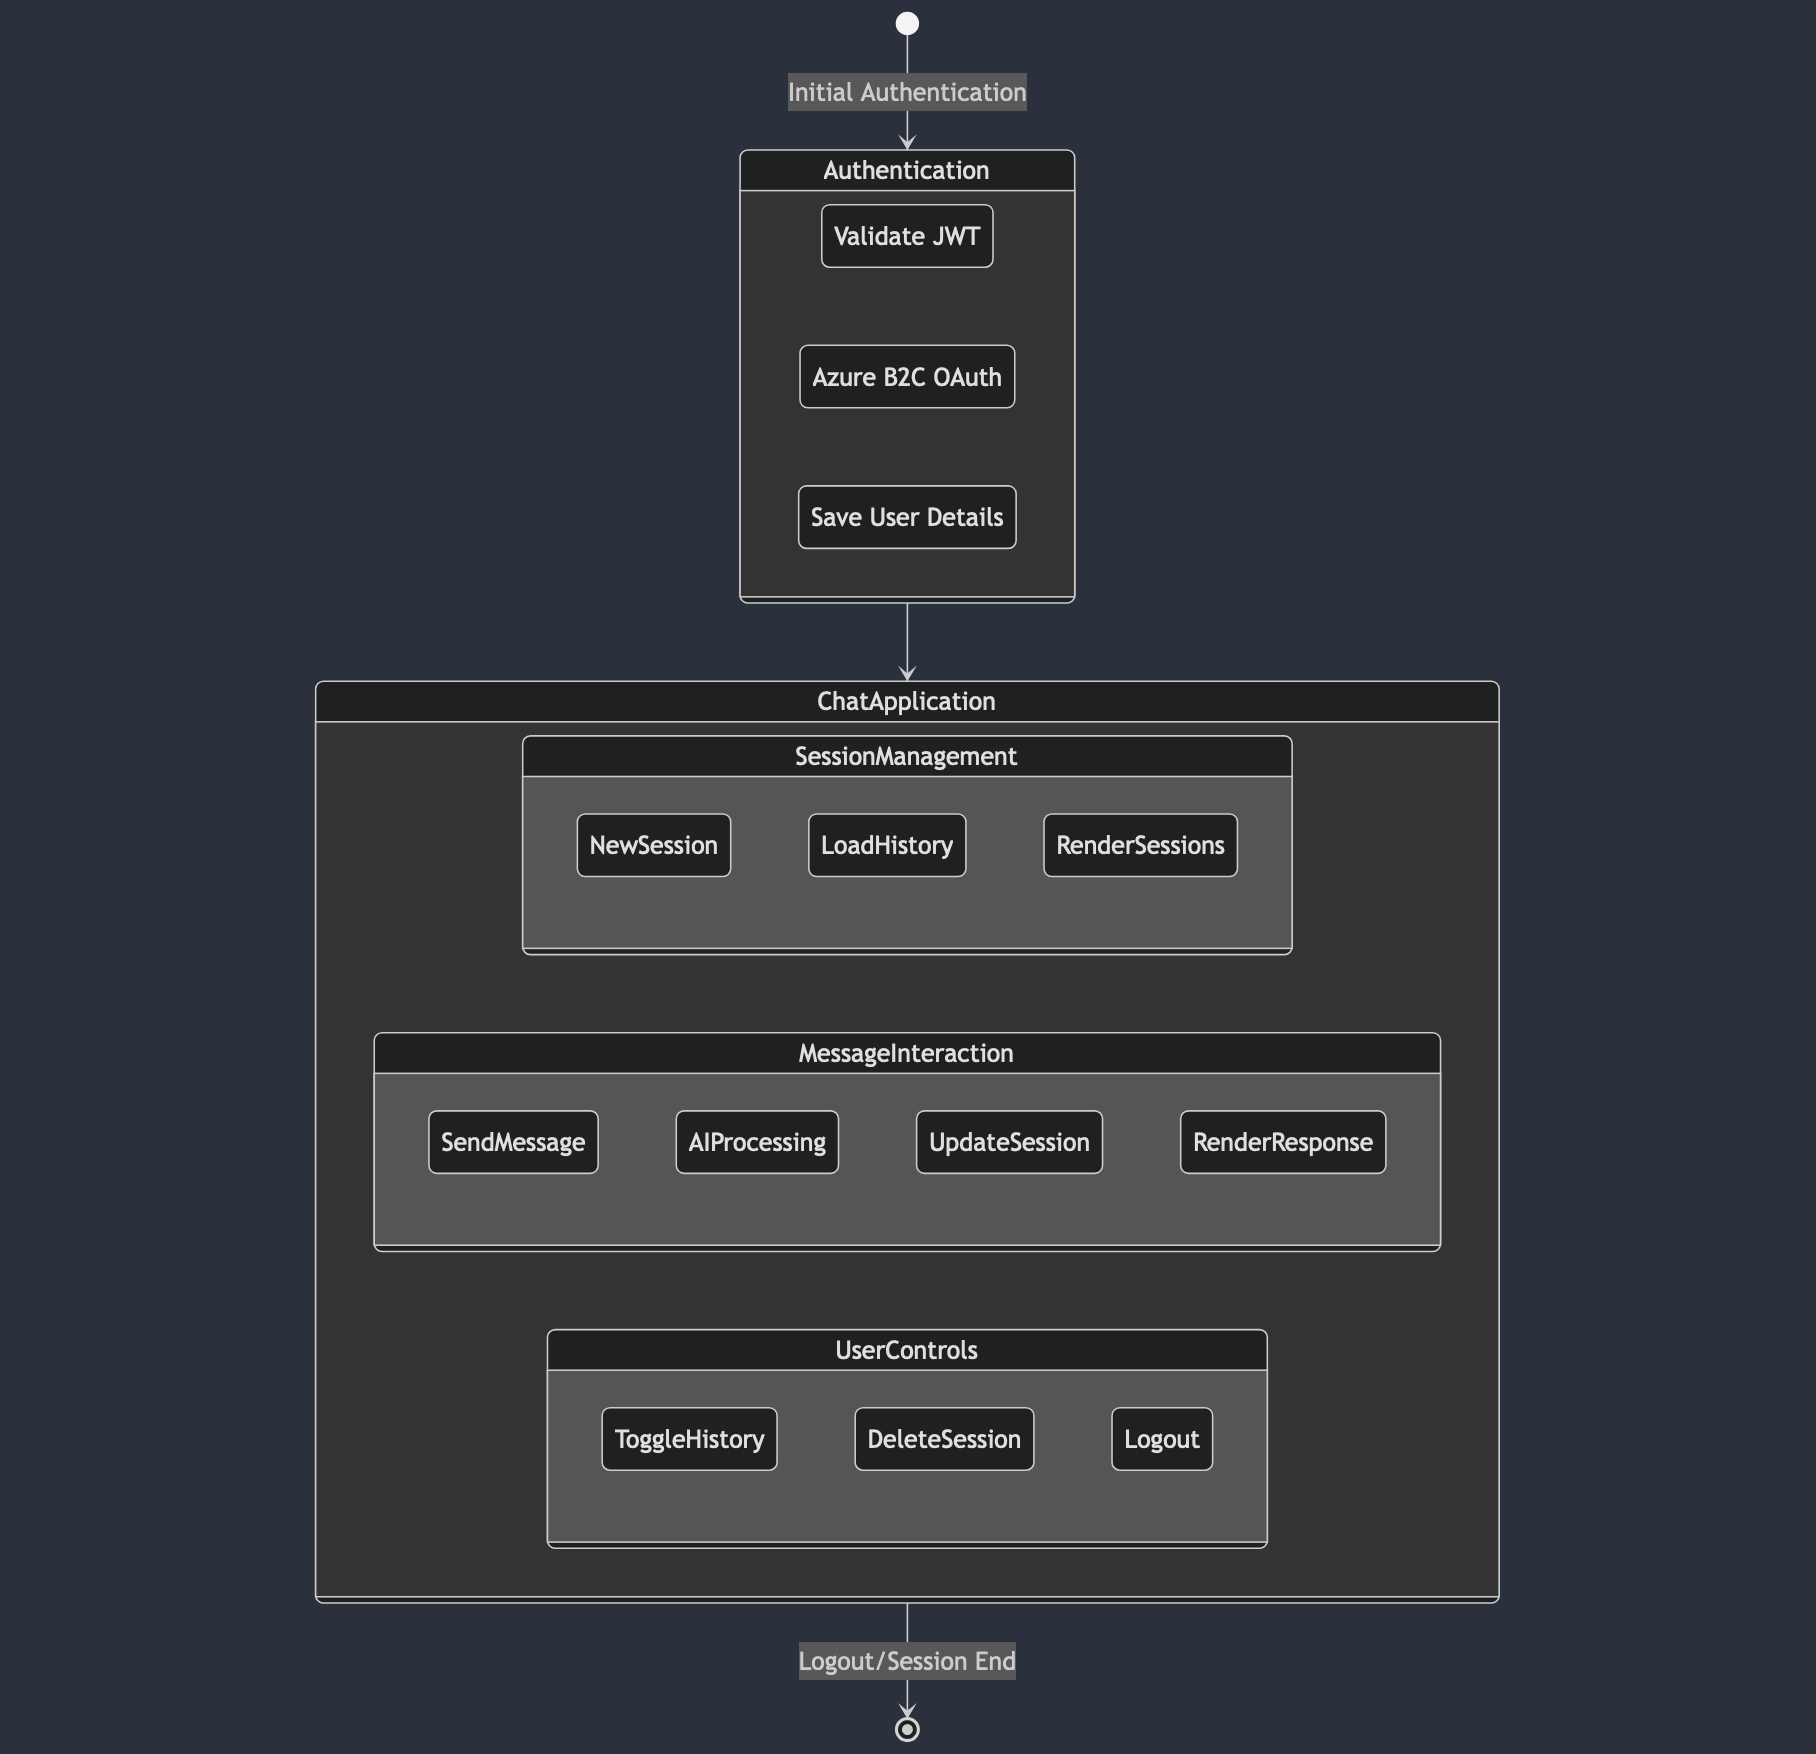 Initial Authentication
Authentication
Validate JWT
Azure B2C OAuth
Save User Details
ChatApplication
SessionManagement
NewSession
LoadHistory
RenderSessions
MessageInteraction
SendMessage
AIProcessing
UpdateSession
RenderResponse
UserControls
ToggleHistory
DeleteSession
Logout
Logout/Session End